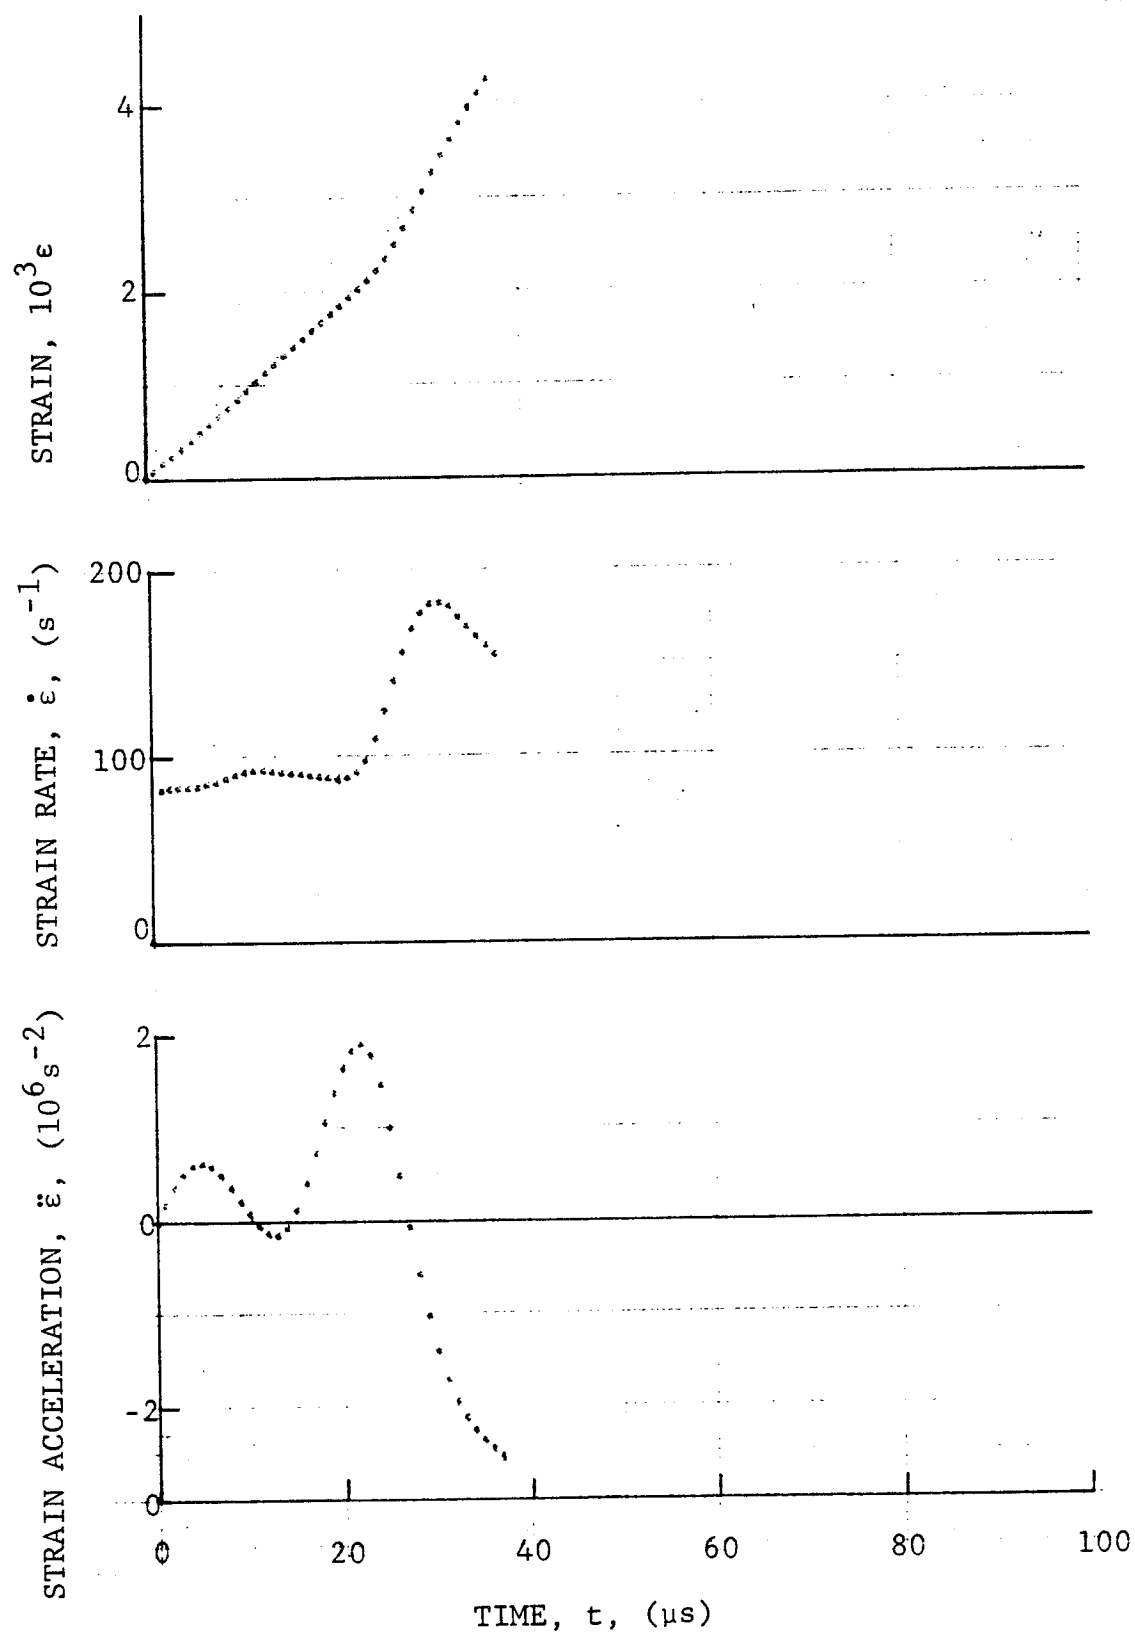 4
2
0
STRAIN, 10³ε
200
100
0
STRAIN RATE, ε̇, (s⁻¹)
2
0
-2
0
STRAIN ACCELERATION, ε̈, (10⁶s⁻²)
0 20 40 60 80 100
TIME, t, (μs)